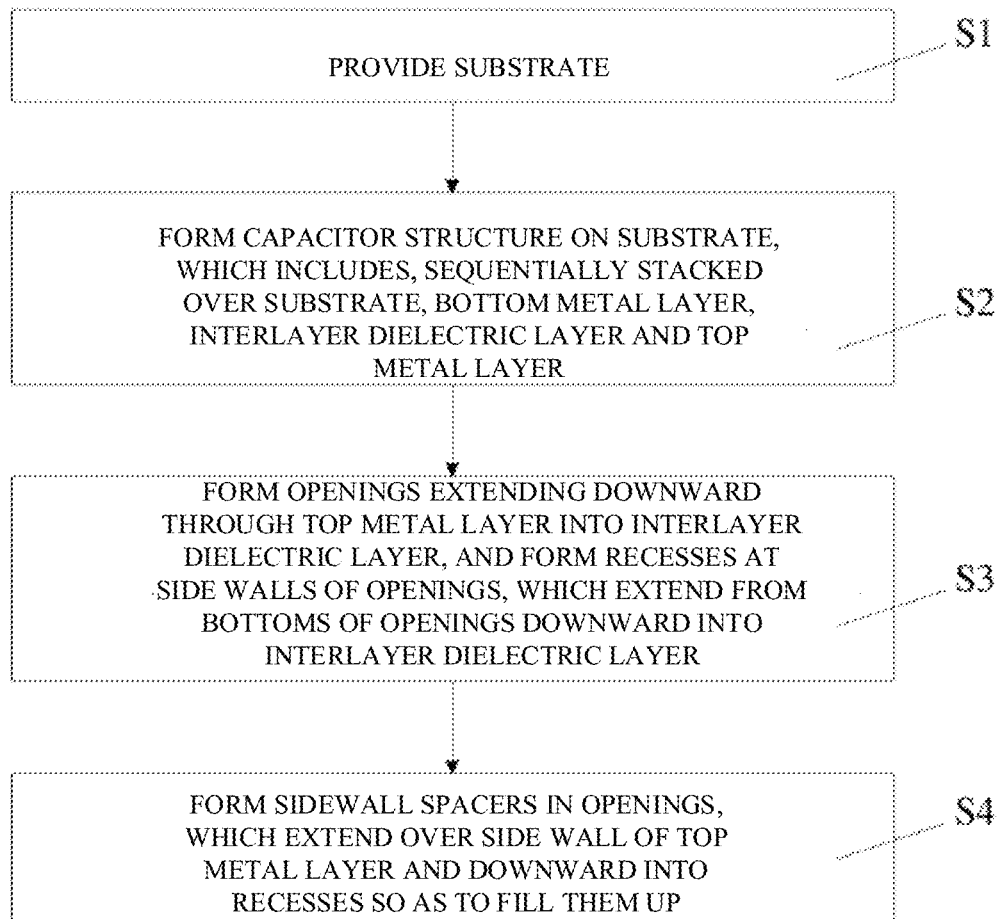 PROVIDE SUBSTRATE
S1
FORM CAPACITOR STRUCTURE ON SUBSTRATE,
WHICH INCLUDES, SEQUENTIALLY STACKED
OVER SUBSTRATE, BOTTOM METAL LAYER,
INTERLAYER DIELECTRIC LAYER AND TOP
METAL LAYER
S2
FORM OPENINGS EXTENDING DOWNWARD
THROUGH TOP METAL LAYER INTO INTERLAYER
DIELECTRIC LAYER, AND FORM RECESSES AT
SIDE WALLS OF OPENINGS, WHICH EXTEND FROM
BOTTOMS OF OPENINGS DOWNWARD INTO
INTERLAYER DIELECTRIC LAYER
S3
FORM SIDEWALL SPACERS IN OPENINGS,
WHICH EXTEND OVER SIDE WALL OF TOP
METAL LAYER AND DOWNWARD INTO
RECESSES SO AS TO FILL THEM UP
S4